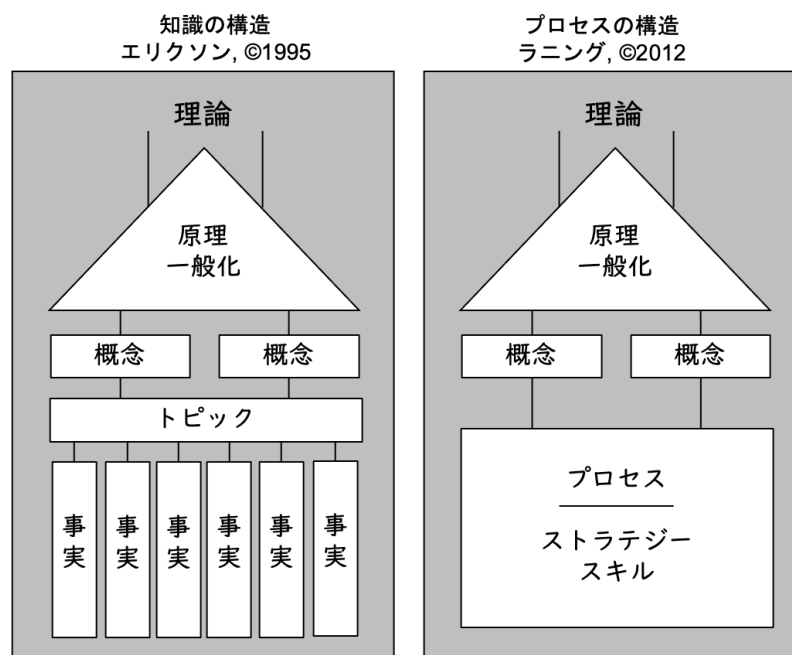 知識の構造
エリクソン, ©1995
理論
原理
一般化
概念
概念
トピック
事実
事実
事実
事実
事実
事実
プロセスの構造
ラニング, ©2012
理論
原理
一般化
概念
概念
プロセス
ストラテジー
スキル